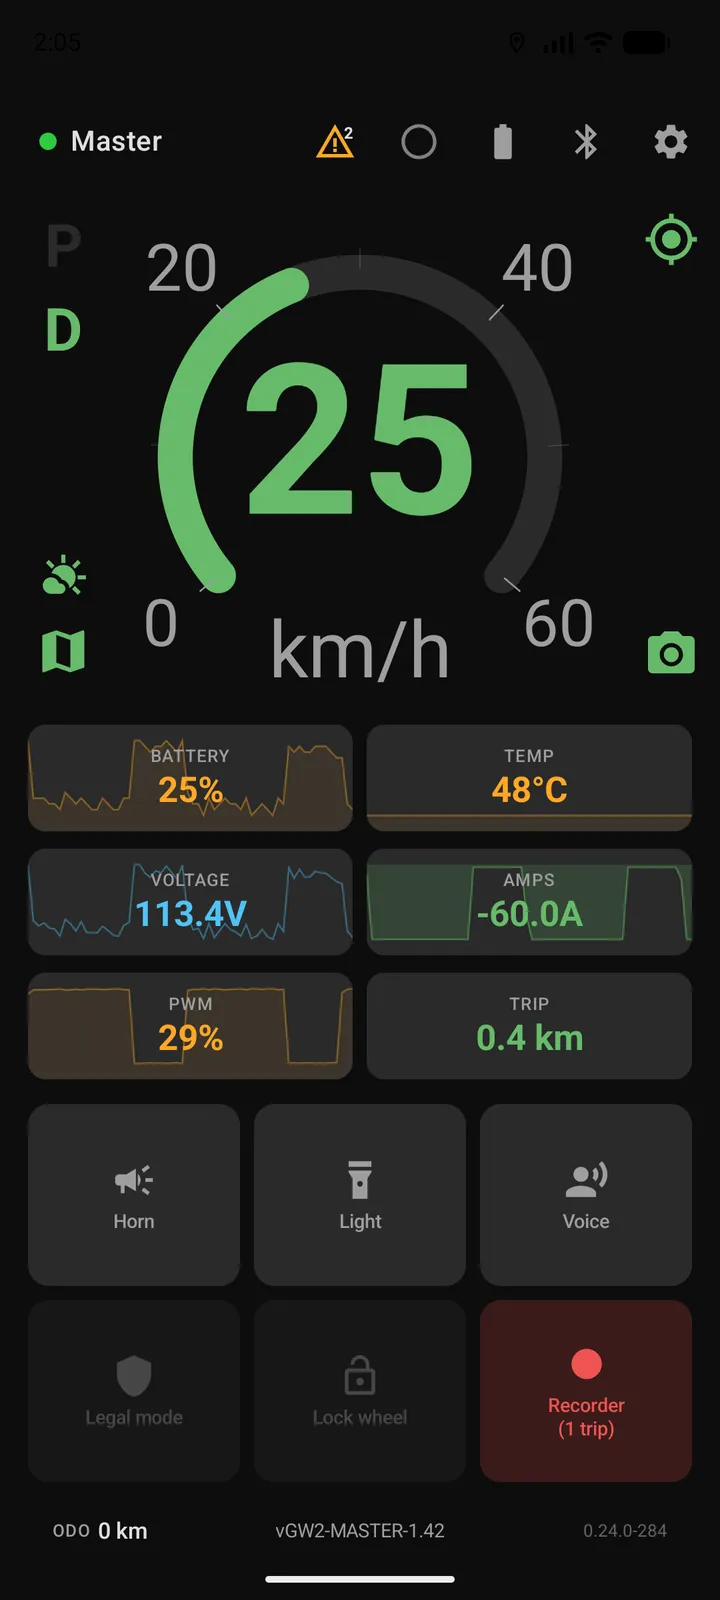 2:05
Master
2
P
D
20
40
25
0
60
km/h
BATTERY
25%
TEMP
48°C
VOLTAGE
113.4V
AMPS
-60.0A
PWM
29%
TRIP
0.4 km
Horn
Light
Voice
Legal mode
Lock wheel
Recorder
(1 trip)
ODO 0 km
vGW2-MASTER-1.42
0.24.0-284